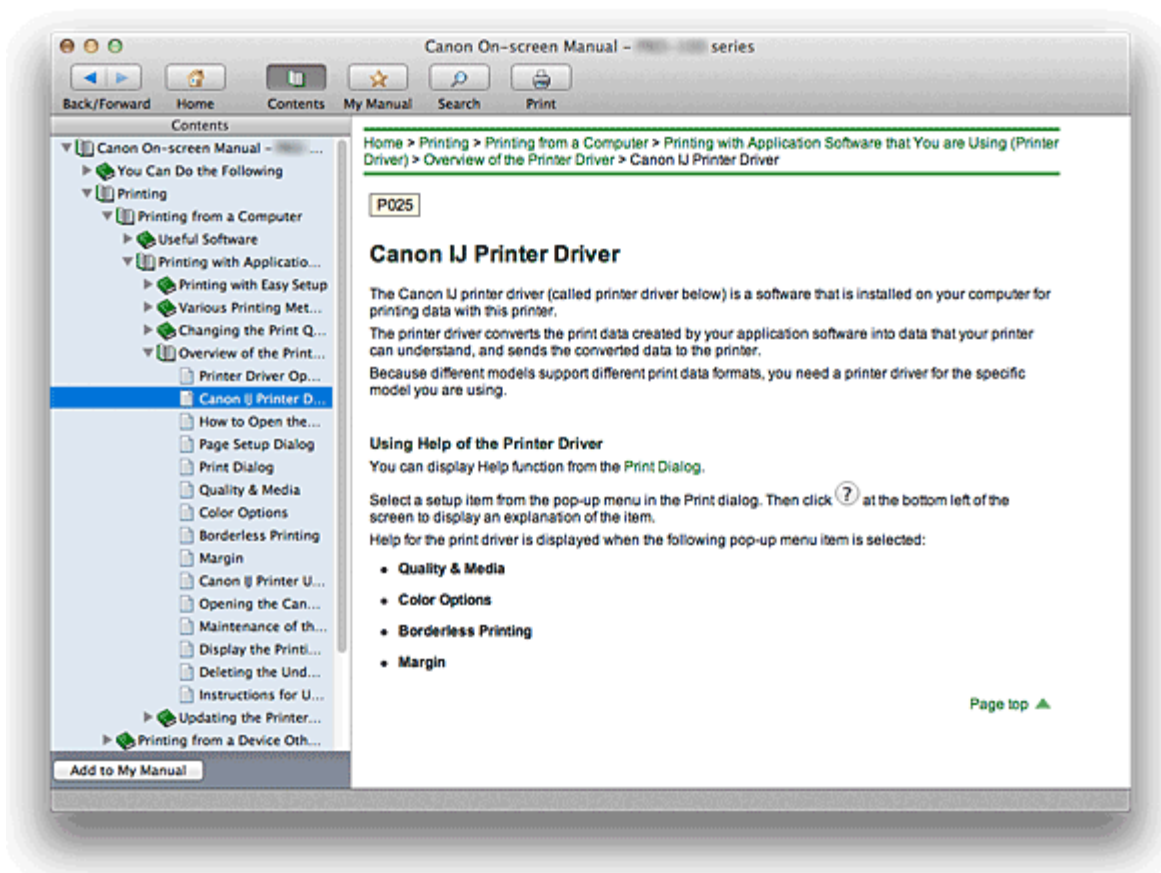 Canon On-screen Manual - series
Back/Forward Home Contents My Manual Search Print
Contents
Canon On-screen Manual - ...
You Can Do the Following
Printing
Printing from a Computer
Useful Software
Printing with Applicatio...
Printing with Easy Setup
Various Printing Met...
Changing the Print Q...
Overview of the Print...
Printer Driver Op...
Canon IJ Printer D...
How to Open the...
Page Setup Dialog
Print Dialog
Quality & Media
Color Options
Borderless Printing
Margin
Canon IJ Printer U...
Opening the Can...
Maintenance of th...
Display the Printi...
Deleting the Und...
Instructions for U...
Updating the Printer...
Printing from a Device Oth...
Add to My Manual
Home > Printing > Printing from a Computer > Printing with Application Software that You are Using (Printer
Driver) > Overview of the Printer Driver > Canon IJ Printer Driver
P025
Canon IJ Printer Driver
The Canon IJ printer driver (called printer driver below) is a software that is installed on your computer for
printing data with this printer.
The printer driver converts the print data created by your application software into data that your printer
can understand, and sends the converted data to the printer.
Because different models support different print data formats, you need a printer driver for the specific
model you are using.
Using Help of the Printer Driver
You can display Help function from the Print Dialog.
Select a setup item from the pop-up menu in the Print dialog. Then click ? at the bottom left of the
screen to display an explanation of the item.
Help for the print driver is displayed when the following pop-up menu item is selected:
• Quality & Media
• Color Options
• Borderless Printing
• Margin
Page top